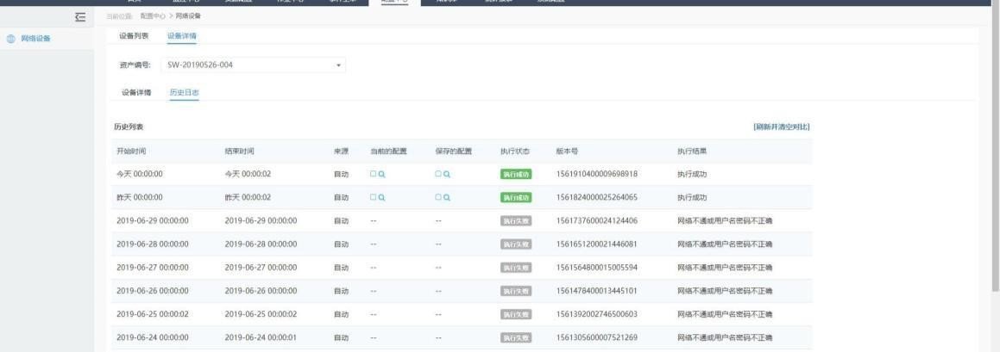 当前位置: 配置中心 > 网络设备
网络设备
设备列表 设备详情
资产编号: SW-20190526-004
设备详情 历史日志
历史列表 [刷新并清空对比]
开始时间 结束时间 来源 当前的配置 保存的配置 执行状态 版本号 执行结果
今天 00:00:00 今天 00:00:02 自动 执行成功 1561910400009698918 执行成功
昨天 00:00:00 昨天 00:00:02 自动 执行成功 1561824000025264065 执行成功
2019-06-29 00:00:00 2019-06-29 00:00:00 自动 -- -- 执行失败 1561737600024124406 网络不通或用户名密码不正确
2019-06-28 00:00:00 2019-06-28 00:00:00 自动 -- -- 执行失败 1561651200021446081 网络不通或用户名密码不正确
2019-06-27 00:00:00 2019-06-27 00:00:00 自动 -- -- 执行失败 1561564800015005594 网络不通或用户名密码不正确
2019-06-26 00:00:00 2019-06-26 00:00:00 自动 -- -- 执行失败 1561478400013445101 网络不通或用户名密码不正确
2019-06-25 00:00:02 2019-06-25 00:00:02 自动 -- -- 执行失败 1561392002746500603 网络不通或用户名密码不正确
2019-06-24 00:00:00 2019-06-24 00:00:01 自动 -- -- 执行失败 1561305600007521269 网络不通或用户名密码不正确